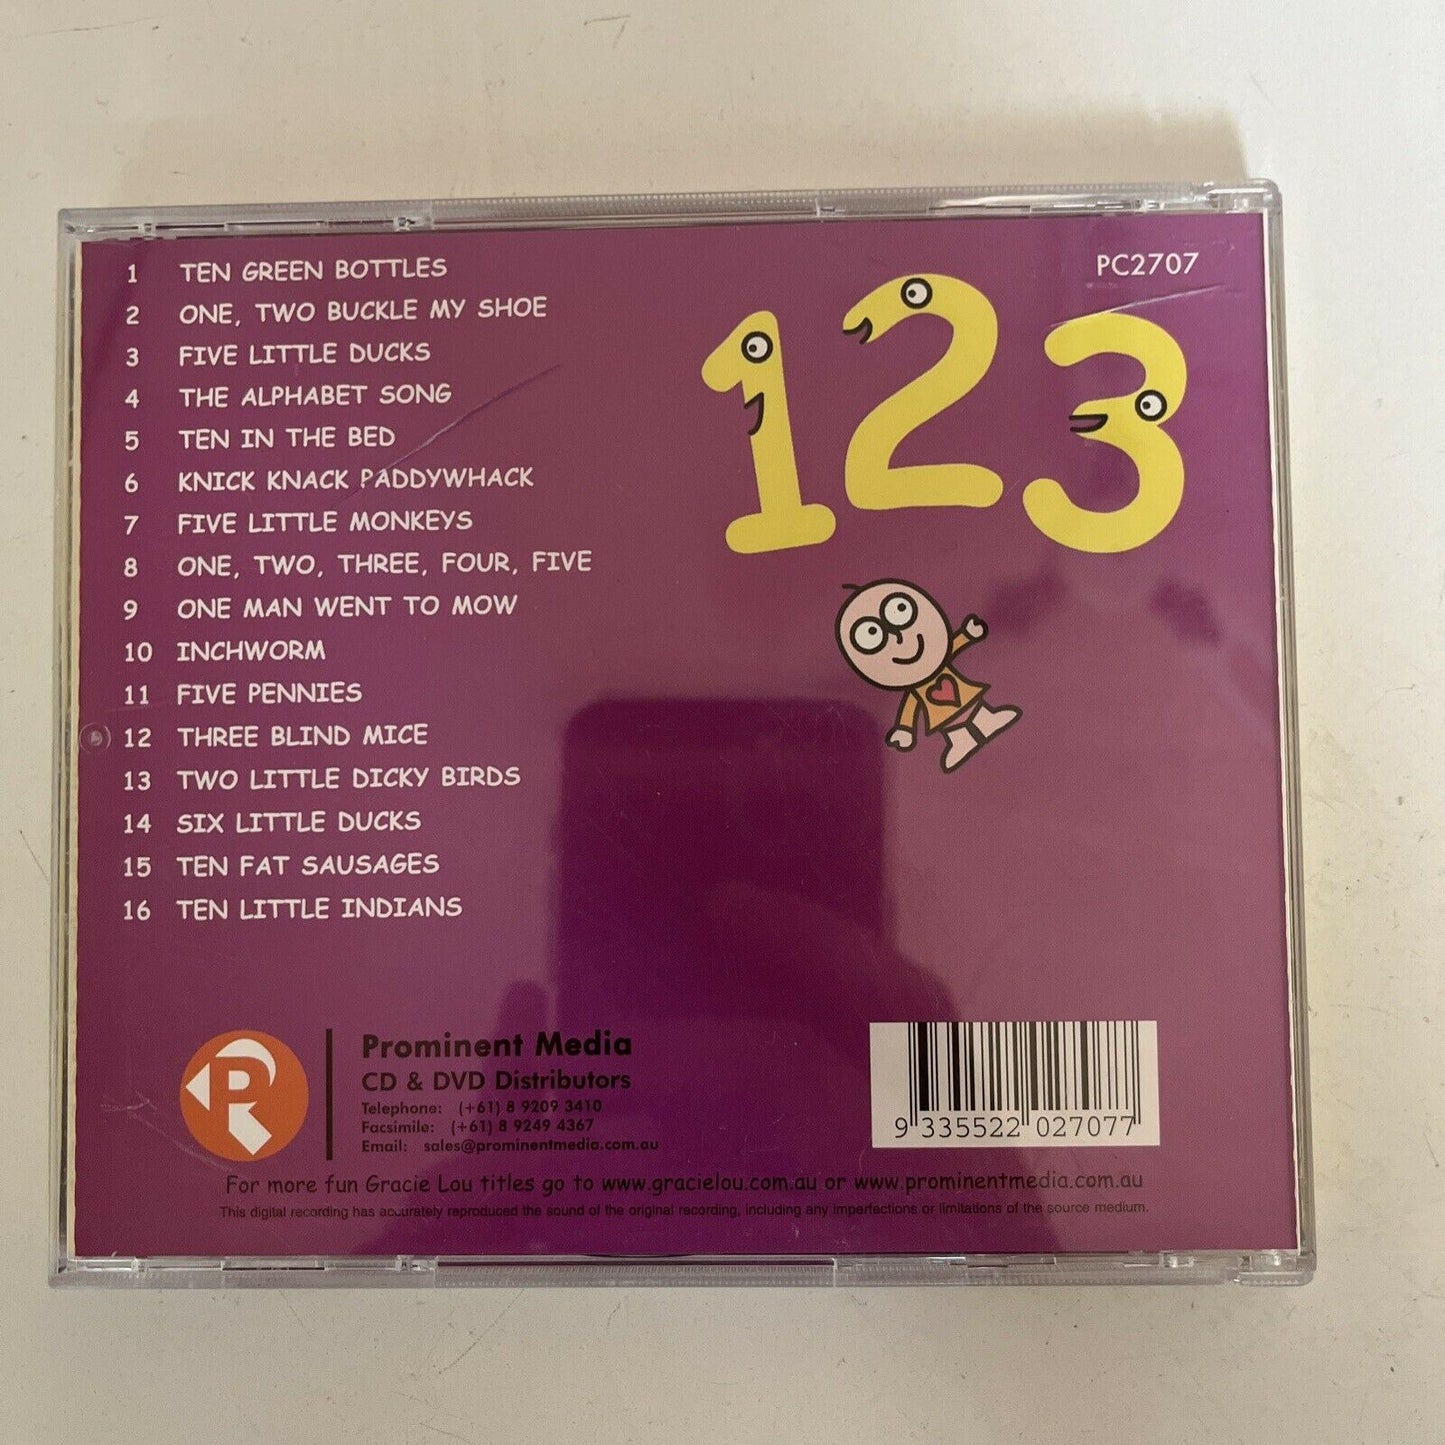 1 TEN GREEN BOTTLES
2 ONE, TWO BUCKLE MY SHOE
3 FIVE LITTLE DUCKS
4 THE ALPHABET SONG
5 TEN IN THE BED
6 KNICK KNACK PADDYWHACK
7 FIVE LITTLE MONKEYS
8 ONE, TWO, THREE, FOUR, FIVE
9 ONE MAN WENT TO MOW
10 INCHWORM
11 FIVE PENNIES
12 THREE BLIND MICE
13 TWO LITTLE DICKY BIRDS
14 SIX LITTLE DUCKS
15 TEN FAT SAUSAGES
16 TEN LITTLE INDIANS
PC2707
123
P
Prominent Media
CD & DVD Distributors
Telephone: (+61) 8 9209 3410
Facsimile: (+61) 8 9249 4367
Email: sales@prominentmedia.com.au
9 335522 027077
For more fun Gracie Lou titles go to www.gracielou.com.au or www.prominentmedia.com.au
This digital recording has accurately reproduced the sound of the original recording, including any imperfections or limitations of the source medium.